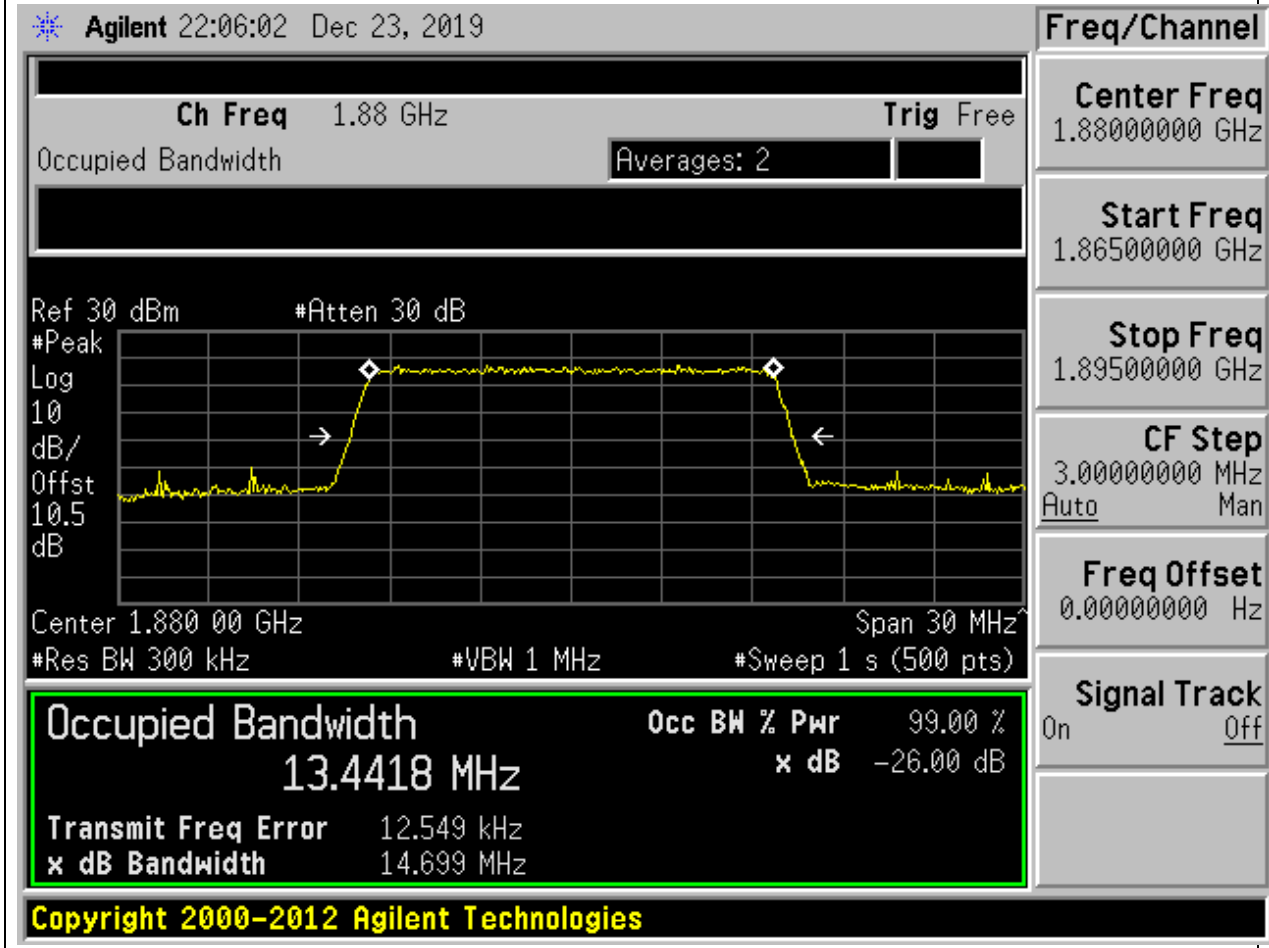 Agilent 22:06:02 Dec 23, 2019
Freq/Channel
Ch Freq 1.88 GHz Trig Free
Occupied Bandwidth Averages: 2
Center Freq
1.88000000 GHz
Start Freq
1.86500000 GHz
Stop Freq
1.89500000 GHz
CF Step
3.00000000 MHz
Auto Man
Freq Offset
0.00000000 Hz
Signal Track
On Off
Ref 30 dBm #Atten 30 dB
#Peak
Log
10
dB/
Offst
10.5
dB
Center 1.880 00 GHz Span 30 MHz^
#Res BW 300 kHz #VBW 1 MHz #Sweep 1 s (500 pts)
Occupied Bandwidth Occ BW % Pwr 99.00 %
13.4418 MHz x dB -26.00 dB
Transmit Freq Error 12.549 kHz
x dB Bandwidth 14.699 MHz
Copyright 2000-2012 Agilent Technologies